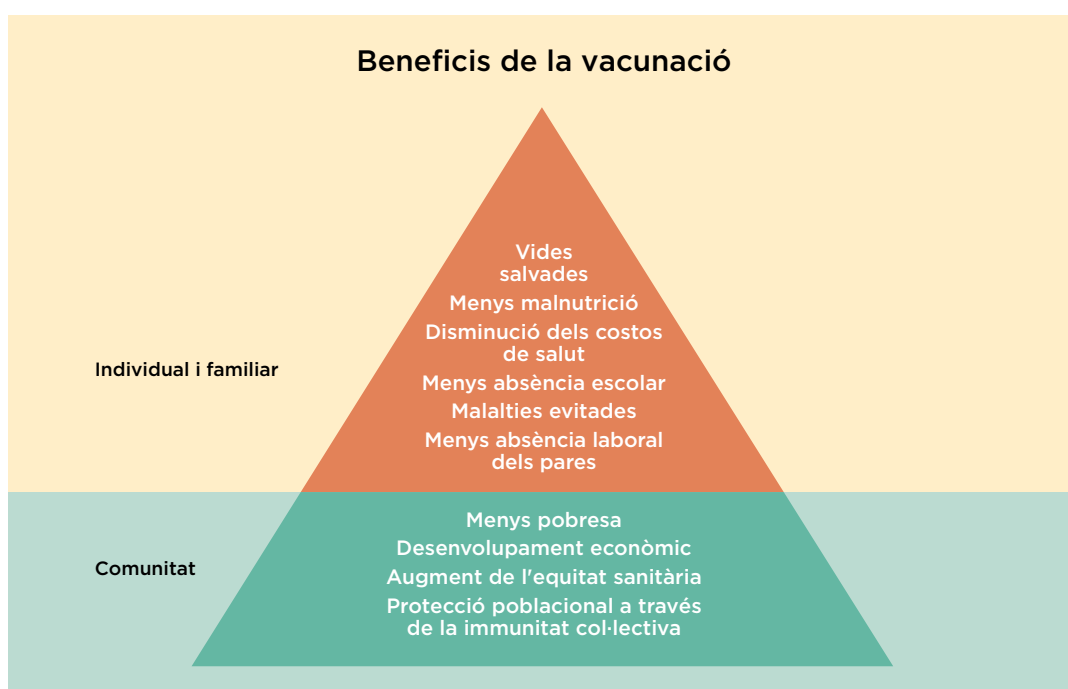 Beneficis de la vacunació
Vides
salvades
Menys malnutrició
Disminució dels costos
de salut
Individual i familiar
Menys absència escolar
Malalties evitades
Menys absència laboral
dels pares
Menys pobresa
Desenvolupament econòmic
Comunitat
Augment de l'equitat sanitària
Protecció poblacional a través
de la immunitat col·lectiva